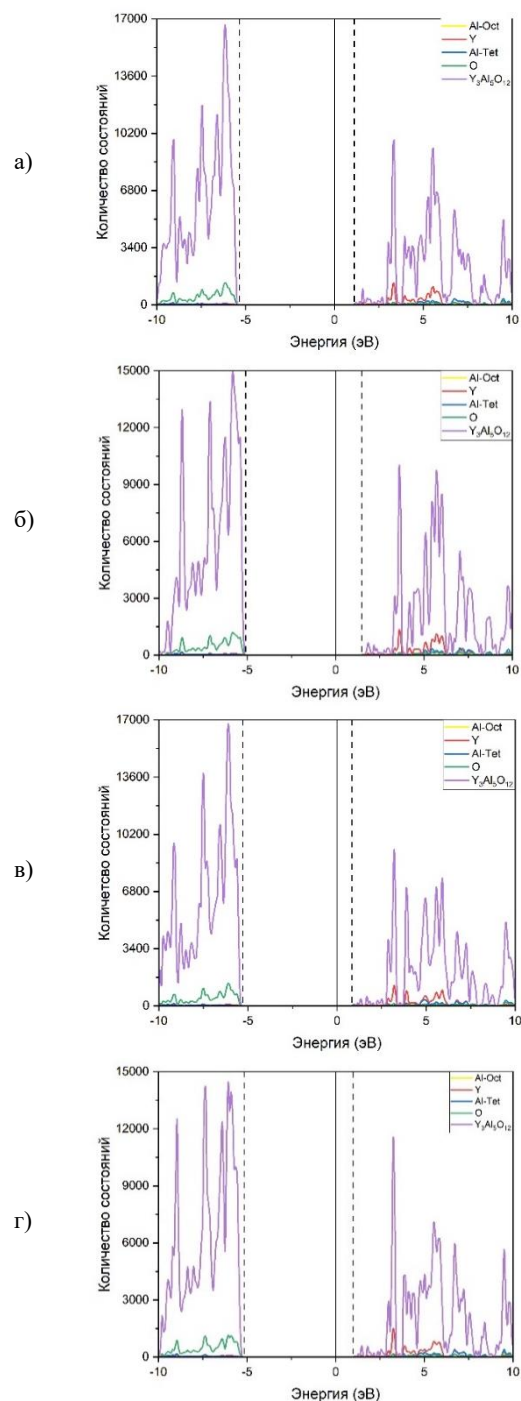 а)
Количество состояний
17000
13600
10200
6800
3400
0
-10
-5
0
5
10
Энергия (эВ)
Al-Oct
Y
Al-Tet
O
Y₃Al₅O₁₂
б)
Количество состояний
15000
12000
9000
6000
3000
0
-10
-5
0
5
10
Энергия (эВ)
Al-Oct
Y
Al-Tet
O
Y₃Al₅O₁₂
в)
Количетсво состояний
17000
13600
10200
6800
3400
0
-10
-5
0
5
10
Энергия (эВ)
Al-Oct
Y
Al-Tet
O
Y₃Al₅O₁₂
г)
Количество состояний
15000
12000
9000
6000
3000
0
-10
-5
0
5
10
Энергия (эВ)
Al-Oct
Y
Al-Tet
O
Y₃Al₅O₁₂